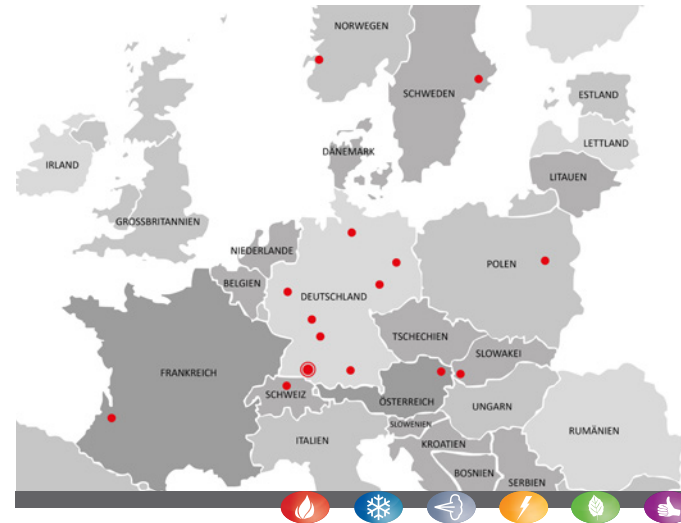 NORWEGEN
SCHWEDEN
ESTLAND
LETTLAND
DÄNEMARK
IRLAND
LITAUEN
GROSSBRITANNIEN
NIEDERLANDE
POLEN
BELGIEN
DEUTSCHLAND
TSCHECHIEN
SLOWAKEI
FRANKREICH
SCHWEIZ
ÖSTERREICH
UNGARN
SLOWENIEN
RUMÄNIEN
ITALIEN
KROATIEN
BOSNIEN
SERBIEN